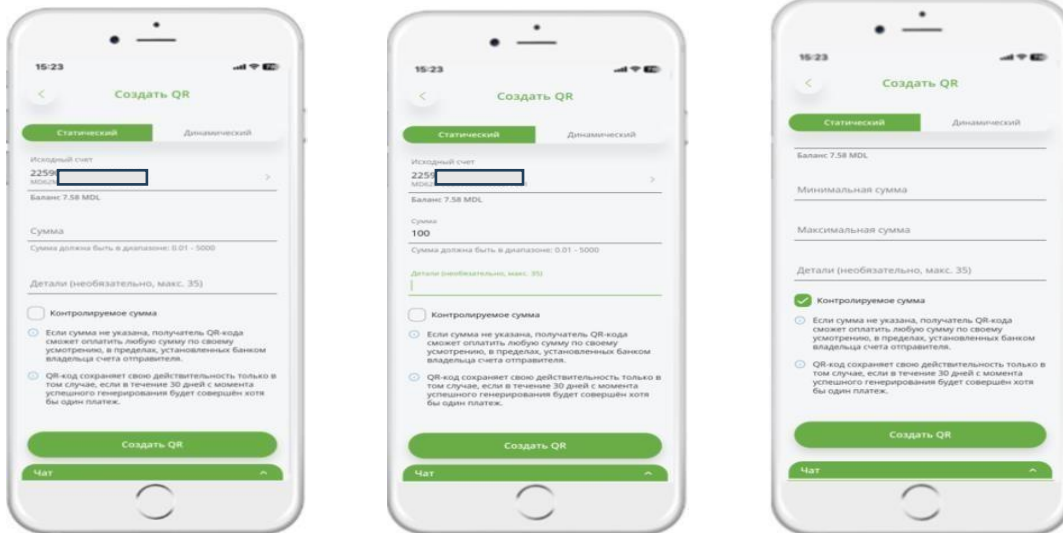 15:23
Создать QR
Статический Динамический
Исходный счет
2259
Баланс 7.58 MDL
Сумма
Сумма должна быть в диапазоне: 0.01 - 5000
Детали (необязательно, макс. 35)
Контролируемое сумма
Если сумма не указана, получатель QR-кода
сможет оплатить любую сумму по своему
усмотрению, в пределах, установленных банком
владельца счета отправителя.
QR-код сохраняет свою действительность только в
том случае, если в течение 30 дней с момента
успешного генерирования будет совершён хотя
бы один платеж.
Создать QR
Чат
15:23
Создать QR
Статический Динамический
Исходный счет
2259
Баланс 7.58 MDL
Сумма
100
Сумма должна быть в диапазоне: 0.01 - 5000
Детали (необязательно, макс. 35)
Контролируемое сумма
Если сумма не указана, получатель QR-кода
сможет оплатить любую сумму по своему
усмотрению, в пределах, установленных банком
владельца счета отправителя.
QR-код сохраняет свою действительность только в
том случае, если в течение 30 дней с момента
успешного генерирования будет совершён хотя
бы один платеж.
Создать QR
Чат
15:23
Создать QR
Статический Динамический
Баланс 7.58 MDL
Минимальная сумма
Максимальная сумма
Детали (необязательно, макс. 35)
Контролируемое сумма
Если сумма не указана, получатель QR-кода
сможет оплатить любую сумму по своему
усмотрению, в пределах, установленных банком
владельца счета отправителя.
QR-код сохраняет свою действительность только в
том случае, если в течение 30 дней с момента
успешного генерирования будет совершён хотя
бы один платеж.
Создать QR
Чат